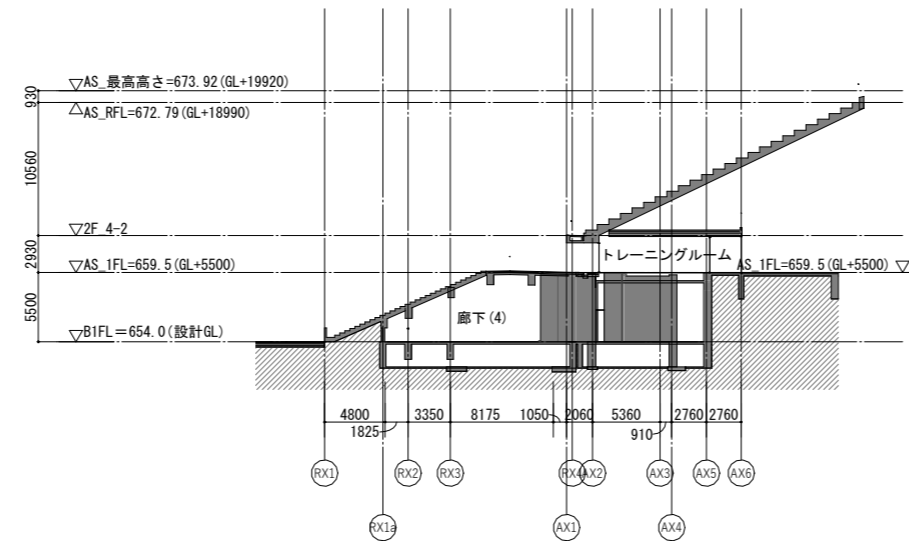 ▽AS_最高高さ=673.92(GL+19920)
930
△AS_RFL=672.79(GL+18990)
10560
▽2F_4-2
2930
トレーニングルーム
▽AS_1FL=659.5(GL+5500)
AS_1FL=659.5(GL+5500)▽
5500
廊下(4)
▽B1FL=654.0(設計GL)
4800
3350
8175
1050
2060
5360
2760
2760
1825
910
RX1
RX2
RX3
RX4
AX2
AX3
AX5
AX6
RX1a
AX1
AX4